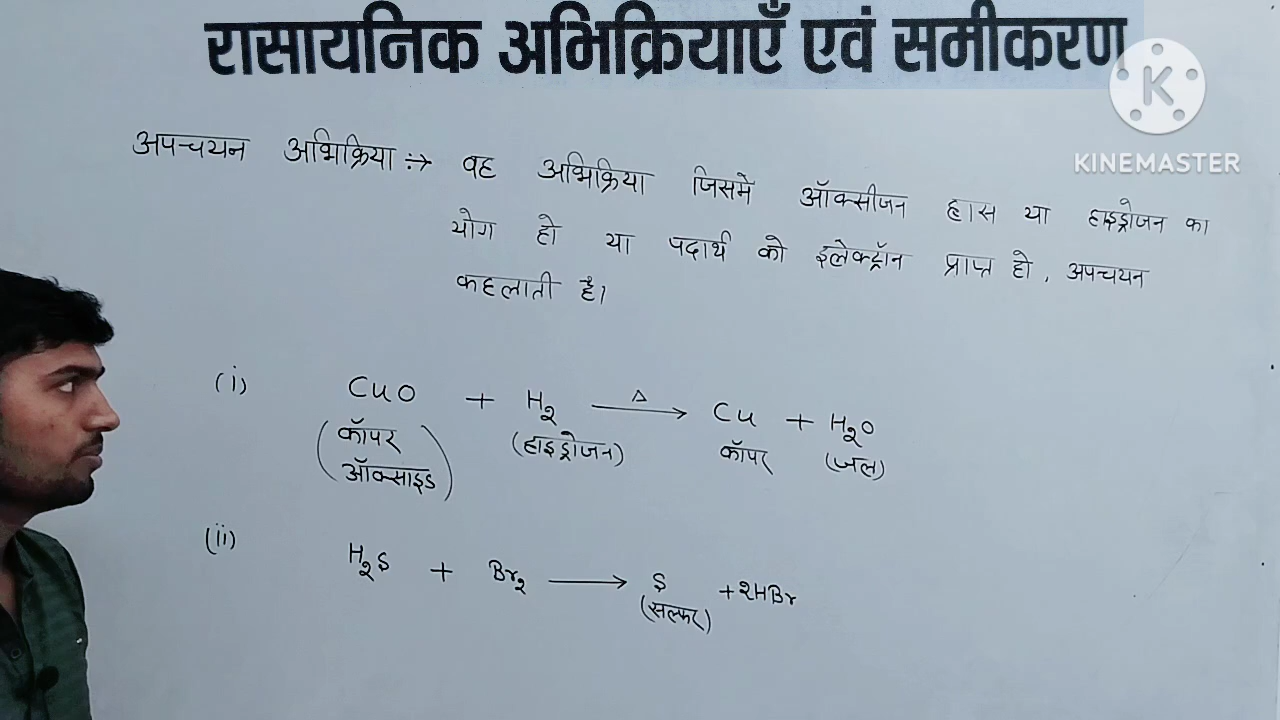 रासायनिक अभिक्रियाएँ एवं समीकरण
K
KINEMASTER
अपचयन अभिक्रिया :→ वह अभिक्रिया जिसमें ऑक्सीजन ह्रास या हाइड्रोजन का
योग हो या पदार्थ को इलेक्ट्रॉन प्राप्त हो, अपचयन
कहलाती है।
(i) CuO + H₂ —Δ→ Cu + H₂O
(कॉपर ऑक्साइड) (हाइड्रोजन) कॉपर (जल)
(ii) H₂S + Br₂ → S + 2HBr
(सल्फर)